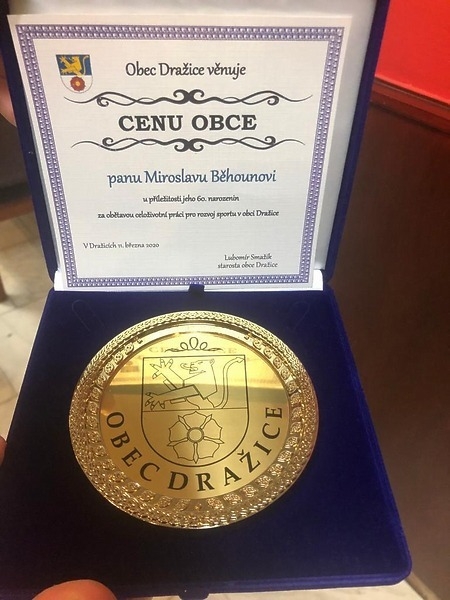 Obec Dražice věnuje
CENU OBCE
panu Miroslavu Běhounovi
u příležitosti jeho 60. narozenin
za obětavou celoživotní práci pro rozvoj sportu v obci Dražice
V Dražicích 11. března 2020
Lubomír Smažík
starosta obce Dražice
OBEC DRAŽICE